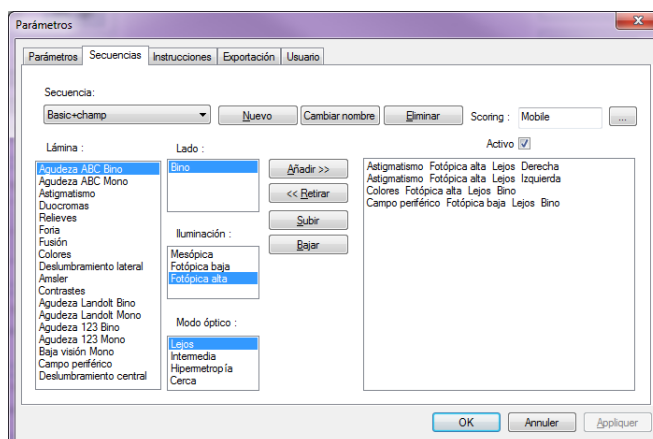 Parámetros
x
Parámetros Secuencias Instrucciones Exportación Usuario
Secuencia:
Basic+champ Nuevo Cambiar nombre Eliminar Scoring : Mobile ...
Activo
Lámina :
Agudeza ABC Bino
Agudeza ABC Mono
Astigmatismo
Duocromas
Relieves
Foria
Fusión
Colores
Deslumbramiento lateral
Amsler
Contrastes
Agudeza Landolt Bino
Agudeza Landolt Mono
Agudeza 123 Bino
Agudeza 123 Mono
Baja visión Mono
Campo periférico
Deslumbramiento central
Lado :
Bino
Iluminación :
Mesópica
Fotópica baja
Fotópica alta
Modo óptico :
Lejos
Intermedia
Hipermetropía
Cerca
Añadir >>
<< Retirar
Subir
Bajar
Astigmatismo Fotópica alta Lejos Derecha
Astigmatismo Fotópica alta Lejos Izquierda
Colores Fotópica alta Lejos Bino
Campo periférico Fotópica baja Lejos Bino
OK Annuler Appliquer